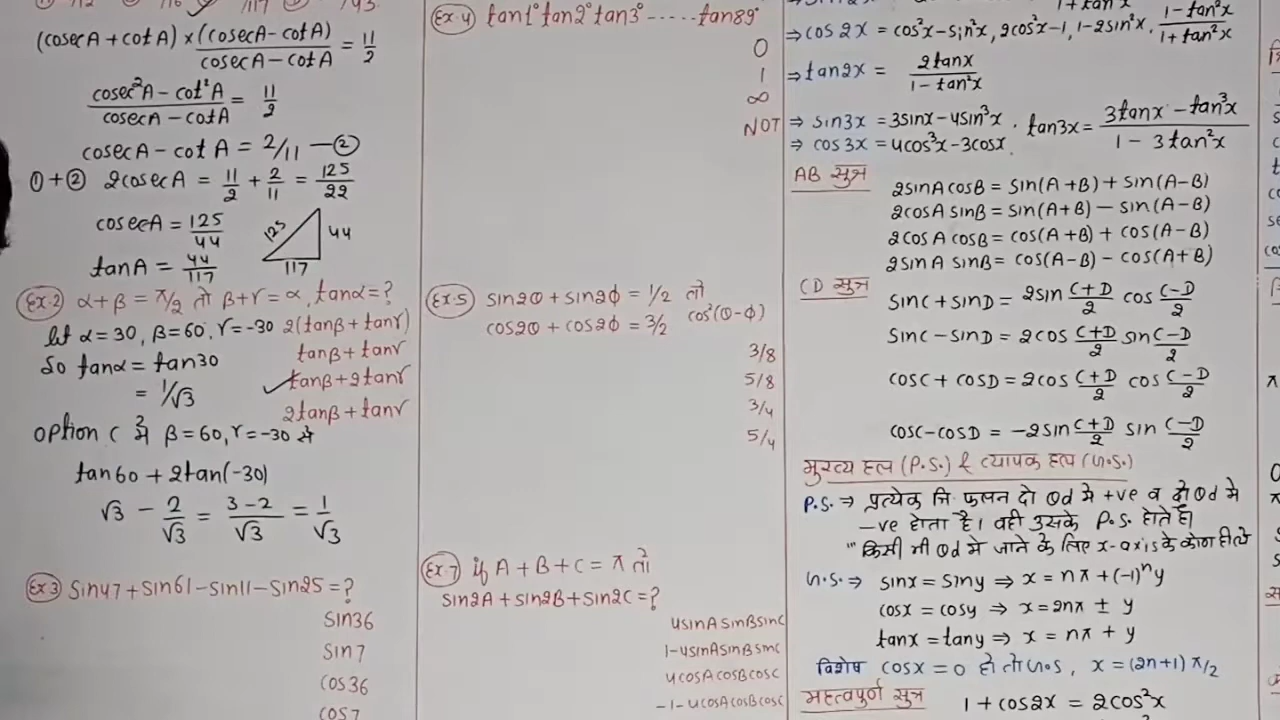 (cosecA + cotA) × (cosecA - cotA) / cosecA - cotA = 11/2
cosec²A - cot²A / cosecA - cotA = 11/2
cosecA - cotA = 2/11 —②
①+② 2cosecA = 11/2 + 2/11 = 125/22
cosecA = 125/44
125 44
117
tanA = 44/117
Ex.2 α+β = π/2 तो β+r = α, tanα = ?
let α=30, β=60, r=-30 2(tanβ + tanr)
So tanα = tan30 tanβ + tanr
= 1/√3 ✓tanβ + 2tanr
2tanβ + tanr
option C में β=60, r=-30 से
tan60 + 2tan(-30)
√3 - 2/√3 = 3-2/√3 = 1/√3
Ex.3 Sin47 + sin61 - sin11 - sin25 = ?
Sin36
Sin7
cos36
cos7
Ex.4 tan1° tan2° tan3° ------ tan89°
0
1
∞
NOT
Ex.5 sin2θ + sin2φ = 1/2 तो
cos2θ + cos2φ = 3/2 cos²(θ-φ)
3/8
5/8
3/4
5/4
Ex.7 if A+B+C = π तो
sin2A + sin2B + sin2C = ?
4sinA sinB sinC
1-4sinA sinB sinC
4cosA cosB cosC
-1-4cosA cosB cosC
⇒ cos2x = cos²x - sin²x, 2cos²x-1, 1-2sin²x, 1-tan²x / 1+tan²x
⇒ tan2x = 2tanx / 1-tan²x
⇒ sin3x = 3sinx - 4sin³x . tan3x = 3tanx - tan³x / 1 - 3tan²x
⇒ cos3x = 4cos³x - 3cosx.
AB सूत्र
2sinA cosB = sin(A+B) + sin(A-B)
2cosA sinB = sin(A+B) - sin(A-B)
2cosA cosB = cos(A+B) + cos(A-B)
2sinA sinB = cos(A-B) - cos(A+B)
CD सूत्र
sinC + sinD = 2sin C+D/2 cos C-D/2
sinC - sinD = 2cos C+D/2 sin C-D/2
cosC + cosD = 2cos C+D/2 cos C-D/2
cosC - cosD = -2sin C+D/2 sin C-D/2
मुख्य हल (P.S.) & व्यापक हल (G.S.)
P.S. ⇒ प्रत्येक त्रि. फलन दो θd में +ve व दो θd में
-ve होता है। वही उसके P.S. होते है।
"किसी भी θd में जाने के लिए x-axis के कोण ही ले
G.S. ⇒ sinx = siny ⇒ x = nπ + (-1)ⁿy
cosx = cosy ⇒ x = 2nπ ± y
tanx = tany ⇒ x = nπ + y
विशेष cosx = 0 हो तो G.S, x = (2n+1) π/2
महत्वपूर्ण सूत्र 1 + cos2x = 2cos²x